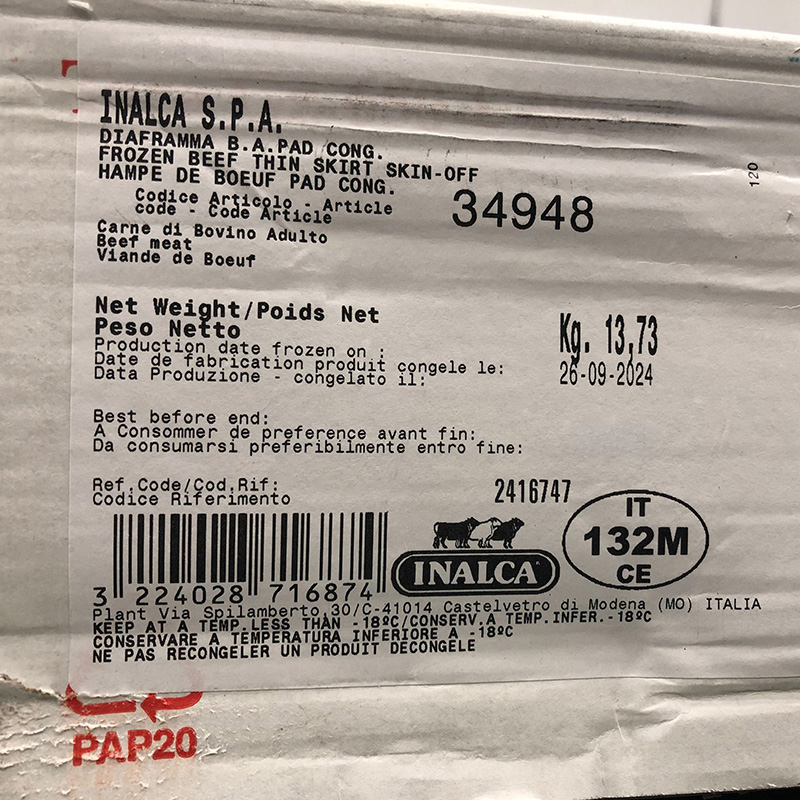 INALCA S.P.A.
DIAFRAMMA B.A.PAD CONG.
FROZEN BEEF THIN SKIRT SKIN-OFF
HAMPE DE BOEUF PAD CONG.
Codice Articolo - Article
code - Code Article
34948
120
Carne di Bovino Adulto
Beef meat
Viande de Boeuf
Net Weight/Poids Net
Peso Netto
Kg. 13,73
Production date frozen on :
Date de fabrication produit congele le:
Data Produzione - congelato il:
26-09-2024
Best before end:
A Consommer de preference avant fin:
Da consumarsi preferibilmente entro fine:
Ref.Code/Cod.Rif:
Codice Riferimento
2416747
IT
132M
CE
INALCA
3 224028 716874
Plant Via Spilamberto,30/C-41014 Castelvetro di Modena (MO) ITALIA
KEEP AT A TEMP.LESS THAN -18ºC/CONSERV.A TEMP.INFER.-18ºC
CONSERVARE A TEMPERATURA INFERIORE A -18ºC
NE PAS RECONGELER UN PRODUIT DECONGELE
PAP20